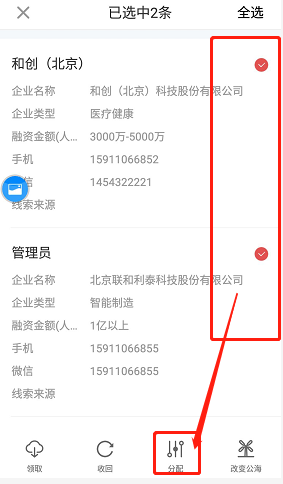 已选中2条 全选
和创（北京）
企业名称 和创（北京）科技股份有限公司
企业类型 医疗健康
融资金额(人... 3000万-5000万
手机 15911066852
信 1454322221
线索来源
管理员
企业名称 北京联和利泰科技股份有限公司
企业类型 智能制造
融资金额(人... 1亿以上
手机 15911066855
微信 15911066855
线索来源
领取 收回 分配 改变公海